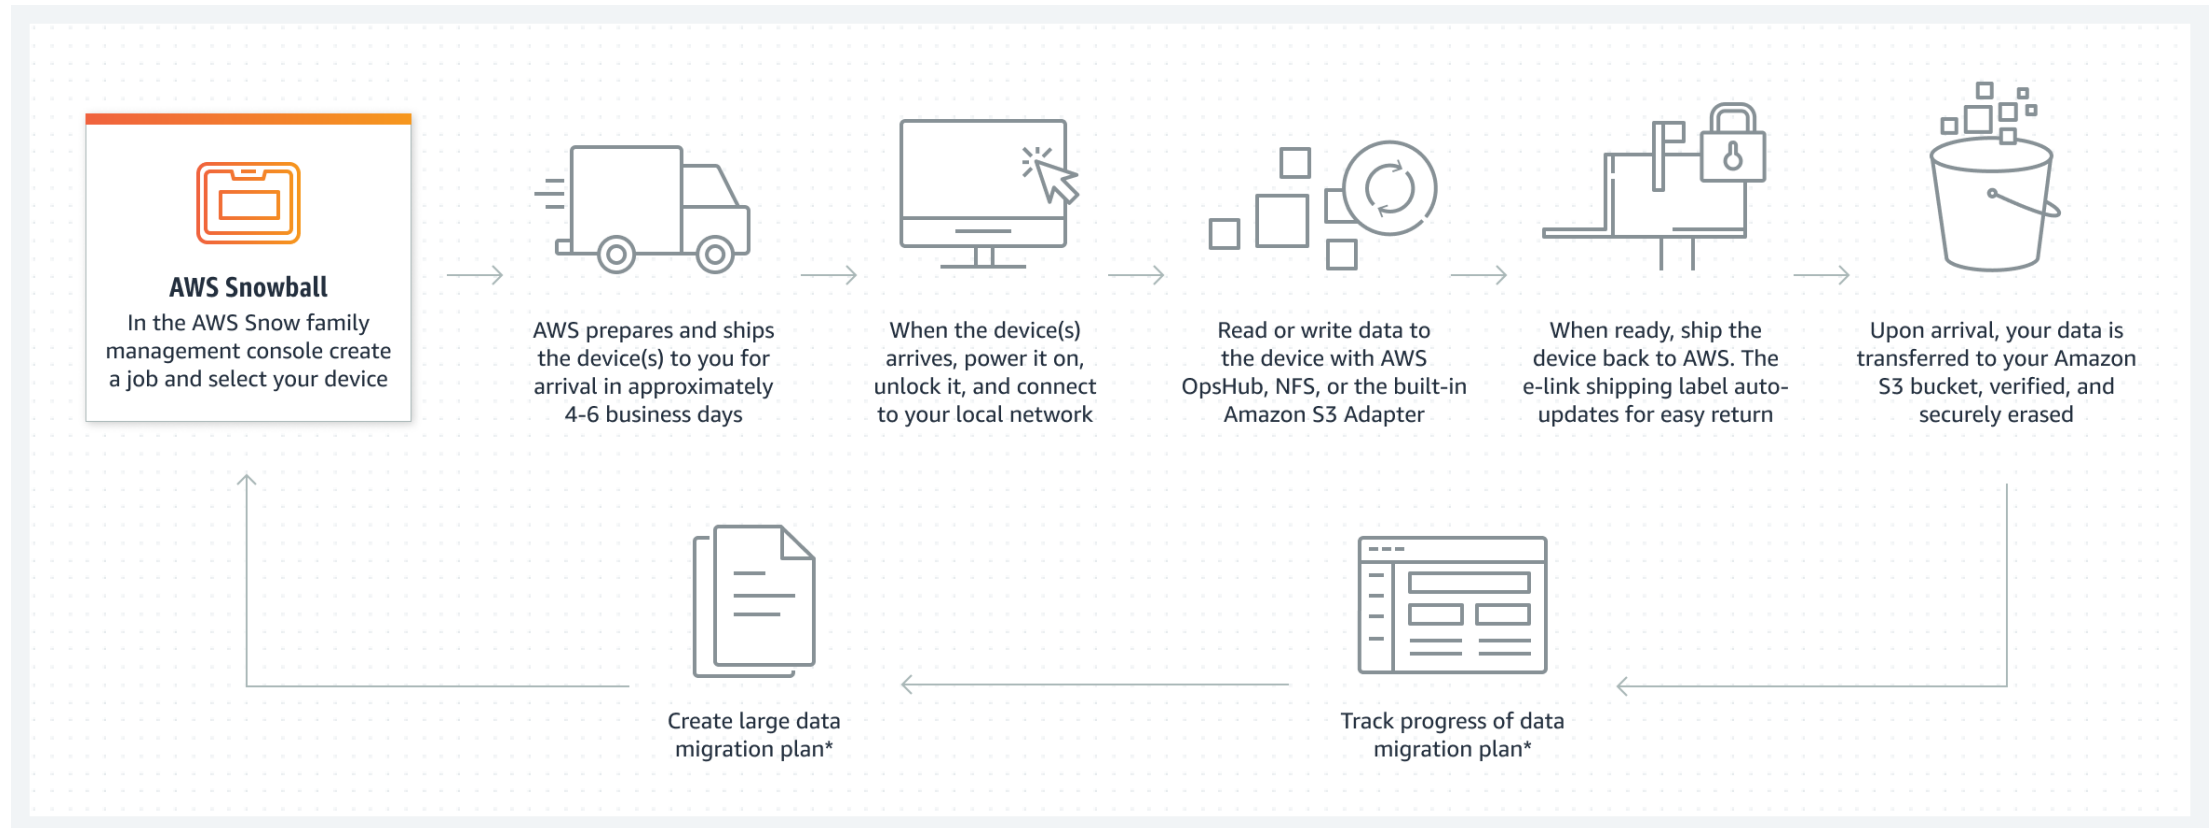 AWS Snowball
In the AWS Snow family
management console create
a job and select your device
AWS prepares and ships
the device(s) to you for
arrival in approximately
4-6 business days
When the device(s)
arrives, power it on,
unlock it, and connect
to your local network
Read or write data to
the device with AWS
OpsHub, NFS, or the built-in
Amazon S3 Adapter
When ready, ship the
device back to AWS. The
e-link shipping label auto-
updates for easy return
Upon arrival, your data is
transferred to your Amazon
S3 bucket, verified, and
securely erased
Create large data
migration plan*
Track progress of data
migration plan*